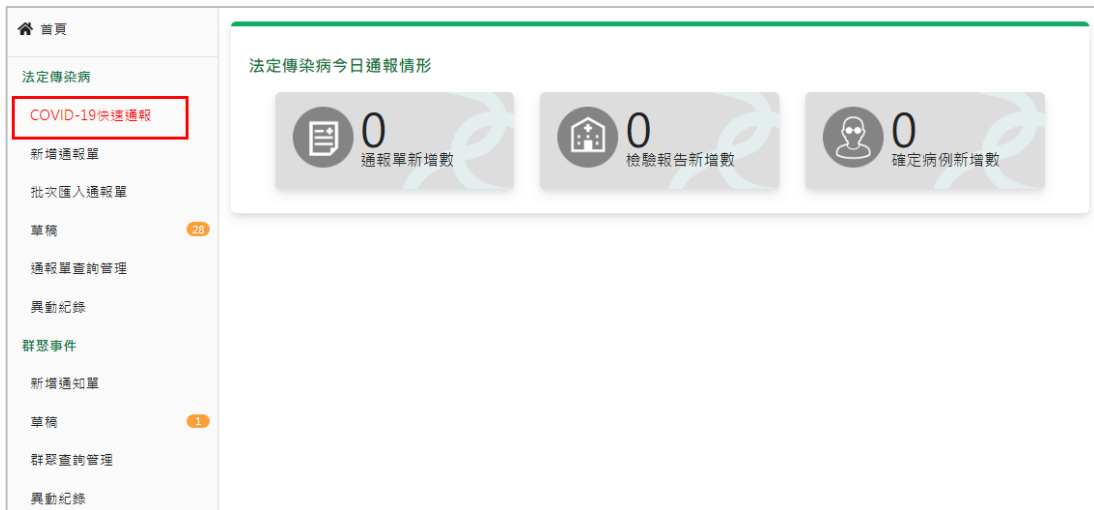 首頁
法定傳染病
COVID-19快速通報
新增通報單
批次匯入通報單
草稿 28
通報單查詢管理
異動紀錄
群聚事件
新增通知單
草稿 1
群聚查詢管理
異動紀錄
法定傳染病今日通報情形
0
通報單新增數
0
檢驗報告新增數
0
確定病例新增數